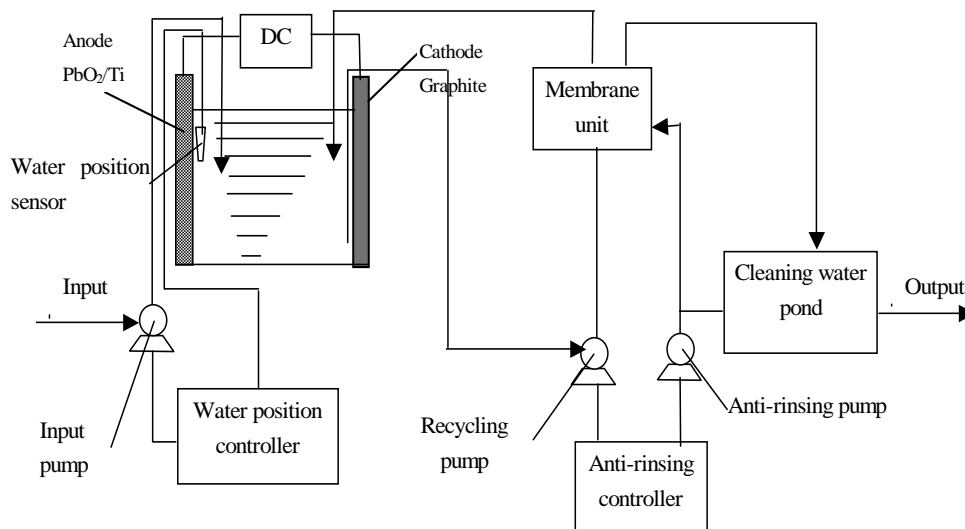 Anode
PbO2/Ti
DC
Cathode
Graphite
Membrane
unit
Water position
sensor
Input
Cleaning water
pond
Output
Input
pump
Water position
controller
Recycling
pump
Anti-rinsing pump
Anti-rinsing
controller